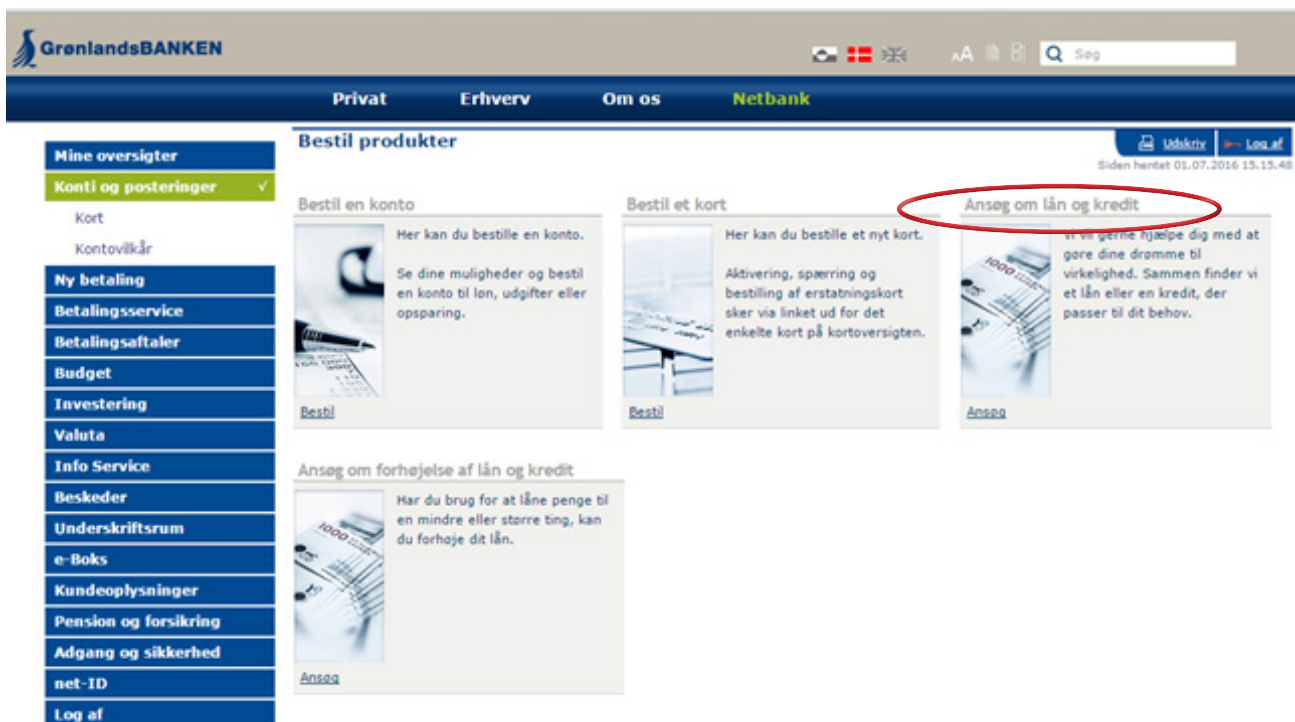 GrønlandsBANKEN
AA
Søg
Privat Erhverv Om os Netbank
Mine oversigter
Konti og posteringer √
Kort
Kontovilkår
Ny betaling
Betalingsservice
Betalingsaftaler
Budget
Investering
Valuta
Info Service
Beskeder
Underskriftsrum
e-Boks
Kundeoplysninger
Pension og forsikring
Adgang og sikkerhed
net-ID
Log af
Bestil produkter
Udskriv Log af
Siden hentet 01.07.2016 15.15.48
Bestil en konto
Her kan du bestille en konto.
Se dine muligheder og bestil
en konto til løn, udgifter eller
opsparing.
Bestil
Bestil et kort
Her kan du bestille et nyt kort.
Aktivering, spærring og
bestilling af erstatningskort
sker via linket ud for det
enkelte kort på kortoversigten.
Bestil
Ansøg om lån og kredit
Vi vil gerne hjælpe dig med at
gøre dine drømme til
virkelighed. Sammen finder vi
et lån eller en kredit, der
passer til dit behov.
1000
Ansøg
Ansøg om forhøjelse af lån og kredit
Har du brug for at låne penge til
en mindre eller større ting, kan
du forhøje dit lån.
1000
Ansøg